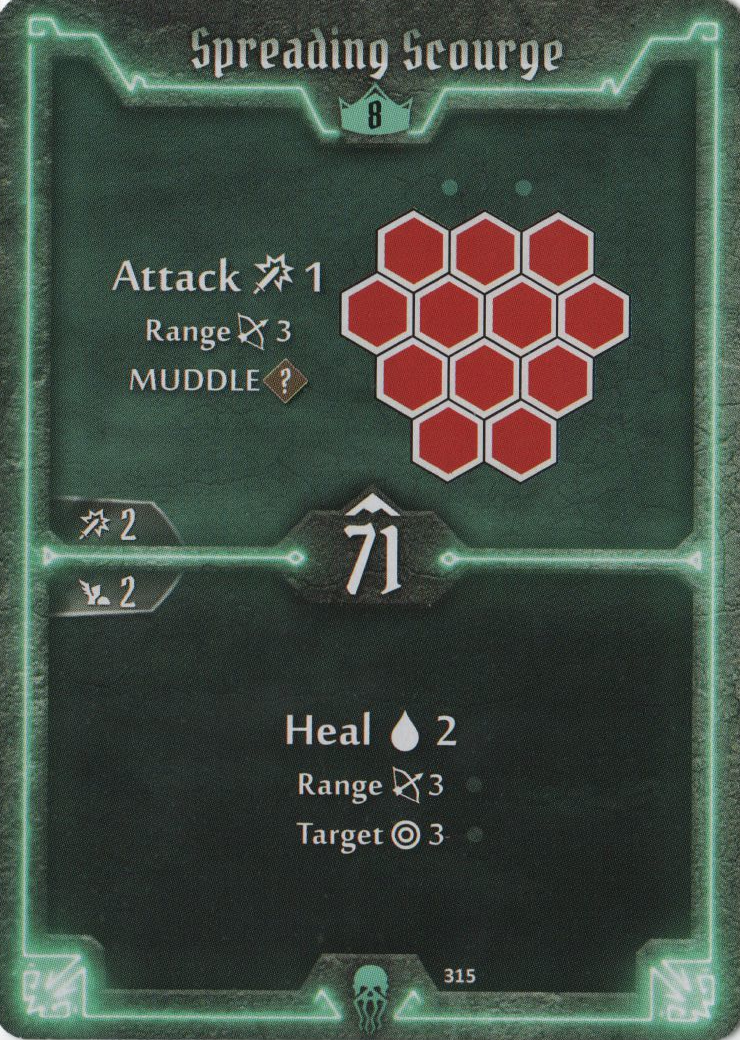 Spreading Scourge
8
Attack 1
Range 3
MUDDLE ?
2
71
2
Heal 2
Range 3
Target 3
315